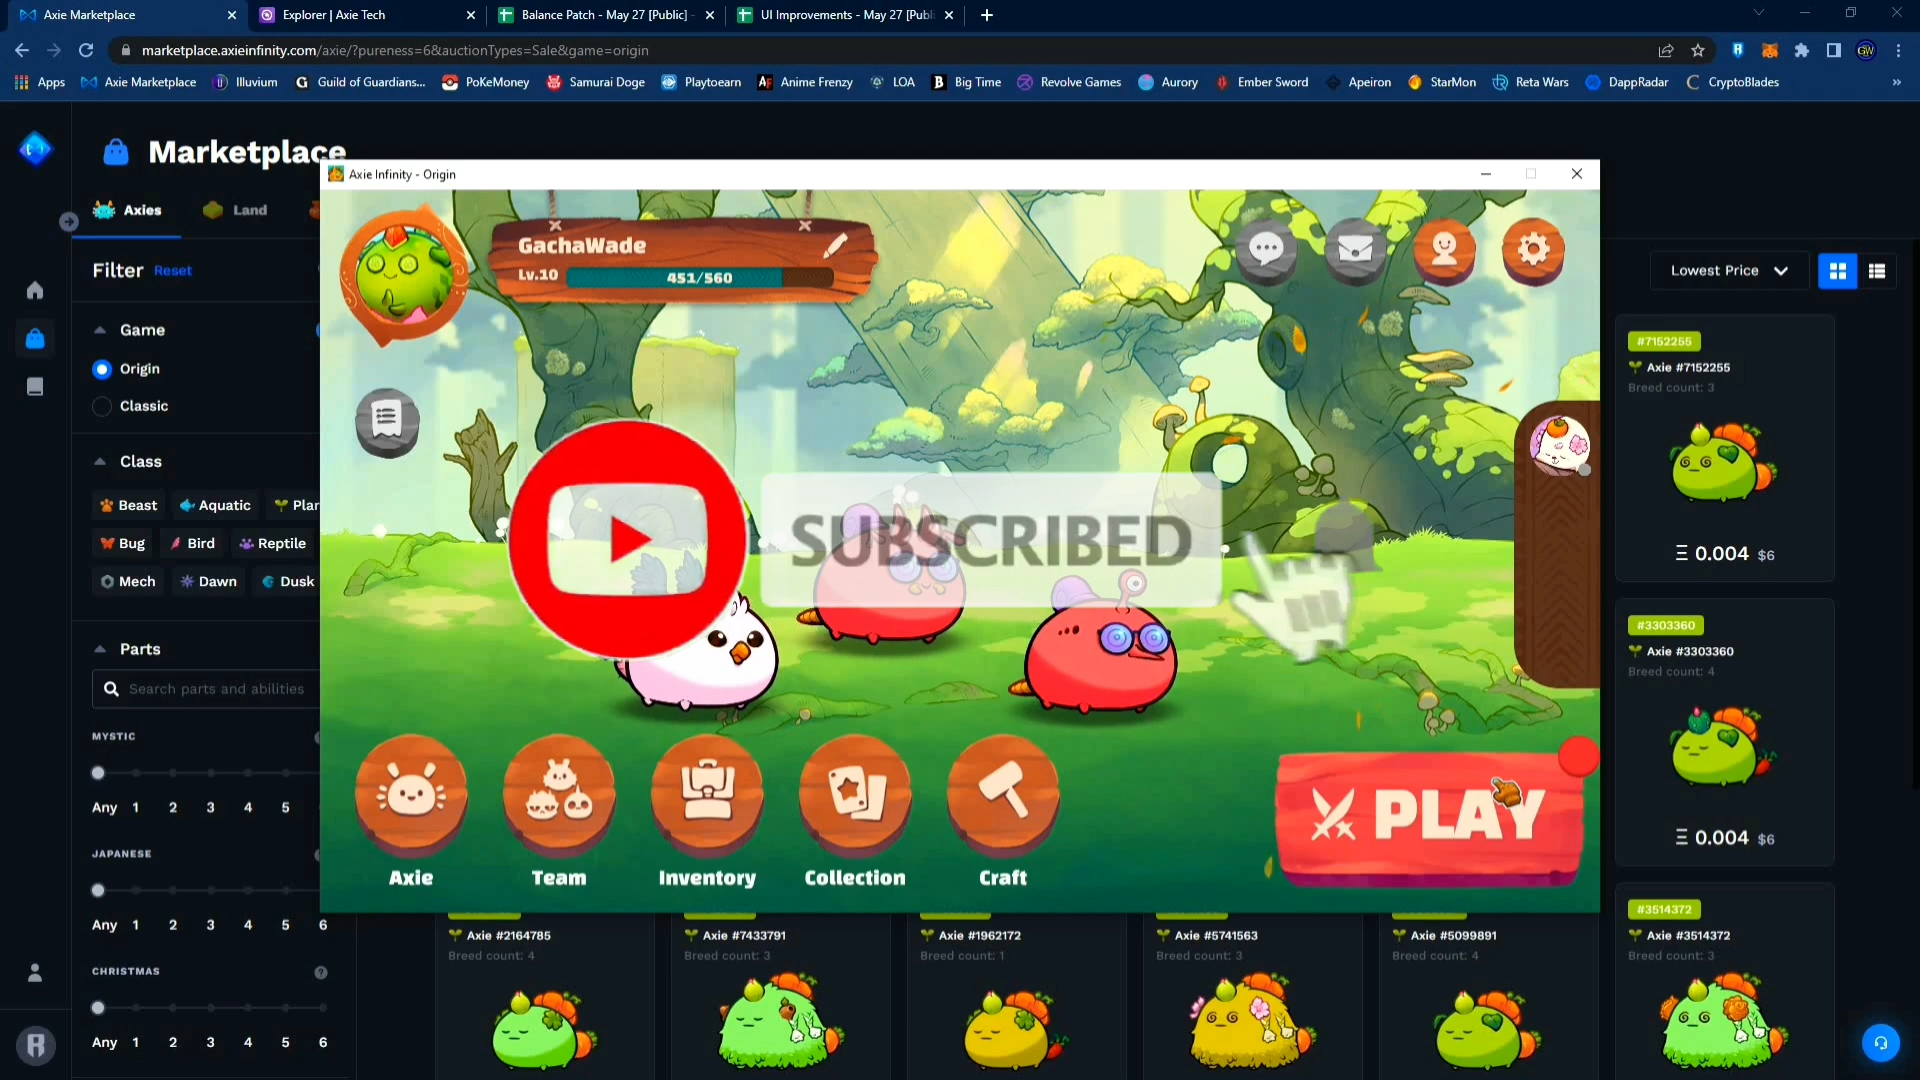 Axie Marketplace
Explorer | Axie Tech
Balance Patch - May 27 [Public] -
UI Improvements - May 27 [Publi
marketplace.axieinfinity.com/axie/?pureness=6&auctionTypes=Sale&game=origin
GW
Apps
Axie Marketplace
Illuvium
Guild of Guardians...
PoKeMoney
Samurai Doge
Playtoearn
Anime Frenzy
LOA
Big Time
Revolve Games
Aurory
Ember Sword
Apeiron
StarMon
Reta Wars
DappRadar
CryptoBlades
Marketplace
Axie Infinity - Origin
Axies
Land
Filter
Reset
Game
Origin
Classic
Class
Beast
Aquatic
Plan
Bug
Bird
Reptile
Mech
Dawn
Dusk
Parts
Search parts and abilities
MYSTIC
Any 1 2 3 4 5
JAPANESE
Any 1 2 3 4 5 6
CHRISTMAS
Any 1 2 3 4 5 6
GachaWade
Lv.10
451/560
SUBSCRIBED
PLAY
Axie
Team
Inventory
Collection
Craft
Lowest Price
#7152255
Axie #7152255
Breed count: 3
Ξ 0.004 $6
#3303360
Axie #3303360
Breed count: 4
Ξ 0.004 $6
#3514372
Axie #3514372
Breed count: 3
Axie #2164785
Breed count: 4
Axie #7433791
Breed count: 3
Axie #1962172
Breed count: 1
Axie #5741563
Breed count: 3
Axie #5099891
Breed count: 4